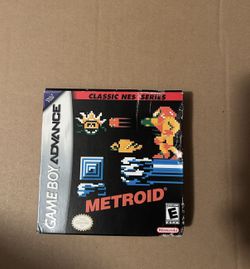 CLASSIC NES SERIES
GAME BOY ADVANCE
METROID®
E
Nintendo